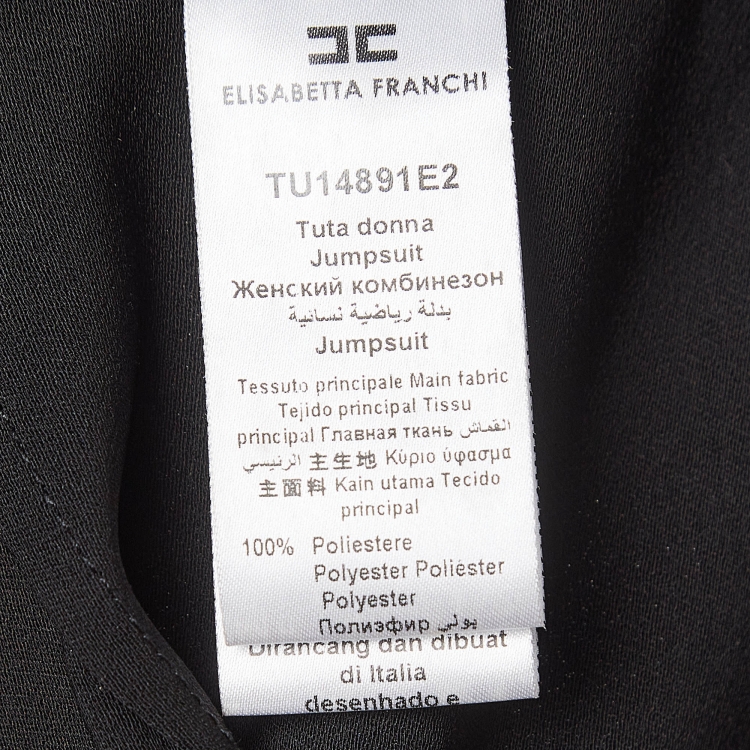 ELISABETTA FRANCHI
TU14891E2
Tuta donna
Jumpsuit
Женский комбинезон
بدلة رياضية نسائية
Jumpsuit
Tessuto principale Main fabric
Tejido principal Tissu
principal Главная ткань القماش
الرئيسي 主生地 Κύριο ύφασμα
主面料 Kain utama Tecido
principal
100% Poliestere
Polyester Poliéster
Polyester
Полиэфир بولي
Dirancang dan dibuat
di Italia
desenhado e